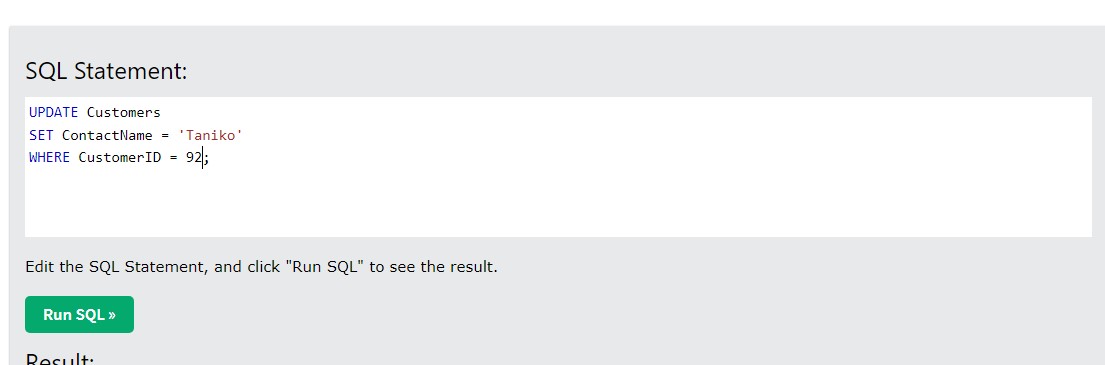 SQL Statement:
UPDATE Customers
SET ContactName = 'Taniko'
WHERE CustomerID = 92;
Edit the SQL Statement, and click "Run SQL" to see the result.
Run SQL »
Result: